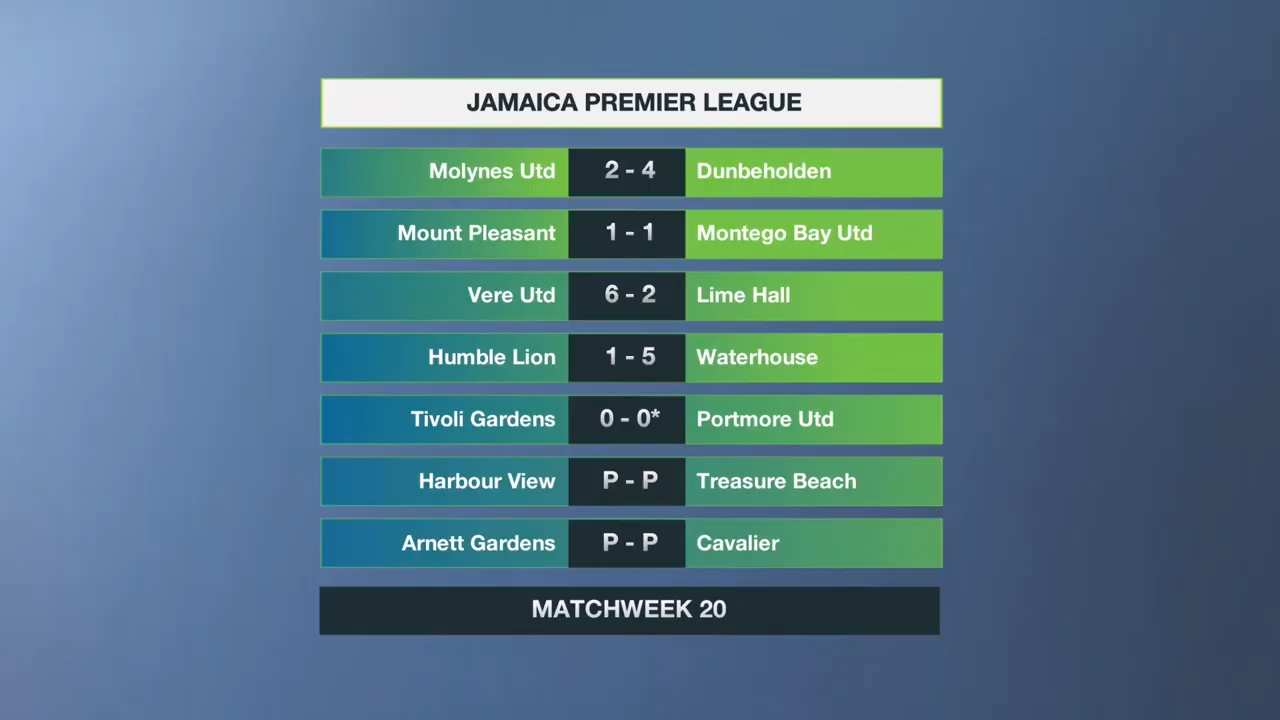 JAMAICA PREMIER LEAGUE
Molynes Utd 2 - 4 Dunbeholden
Mount Pleasant 1 - 1 Montego Bay Utd
Vere Utd 6 - 2 Lime Hall
Humble Lion 1 - 5 Waterhouse
Tivoli Gardens 0 - 0* Portmore Utd
Harbour View P - P Treasure Beach
Arnett Gardens P - P Cavalier
MATCHWEEK 20